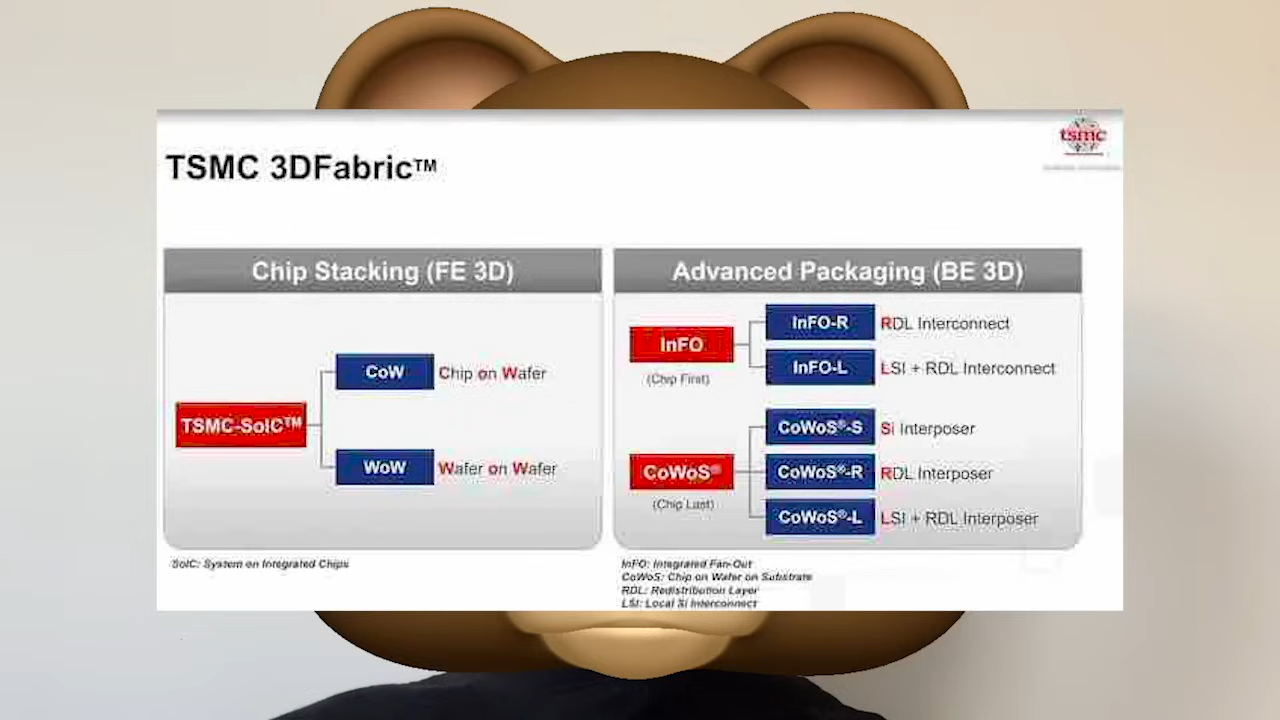 tsmc
TSMC 3DFabric™
Chip Stacking (FE 3D)
TSMC-SoIC™
CoW
Chip on Wafer
WoW
Wafer on Wafer
SoIC: System on Integrated Chips
Advanced Packaging (BE 3D)
InFO
(Chip First)
InFO-R
RDL Interconnect
InFO-L
LSI + RDL Interconnect
CoWoS®
(Chip Last)
CoWoS®-S
Si Interposer
CoWoS®-R
RDL Interposer
CoWoS®-L
LSI + RDL Interposer
InFO: Integrated Fan-Out
CoWoS: Chip on Wafer on Substrate
RDL: Redistribution Layer
LSI: Local Si Interconnect